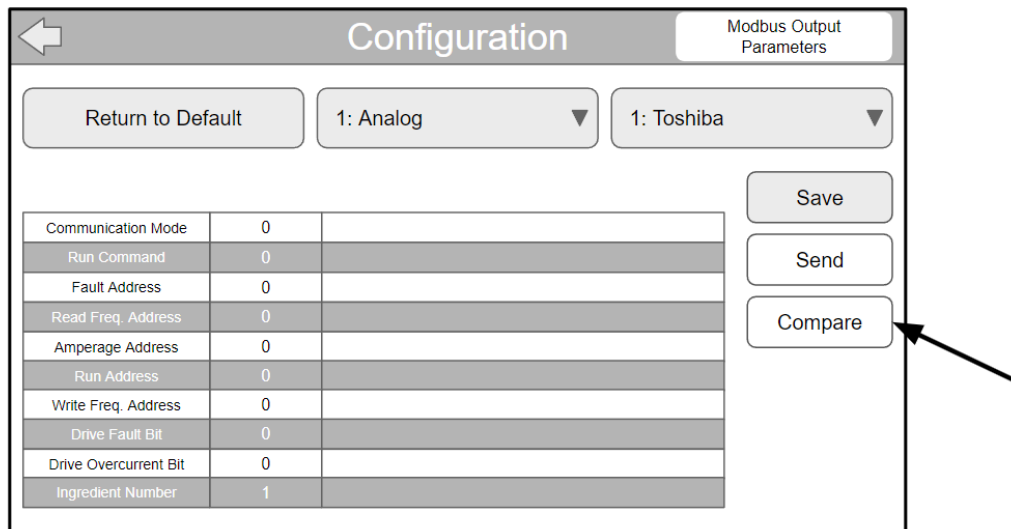 Configuration
Modbus Output
Parameters
Return to Default
1: Analog
1: Toshiba
Save
Send
Compare
Communication Mode 0
Run Command 0
Fault Address 0
Read Freq. Address 0
Amperage Address 0
Run Address 0
Write Freq. Address 0
Drive Fault Bit 0
Drive Overcurrent Bit 0
Ingredient Number 1